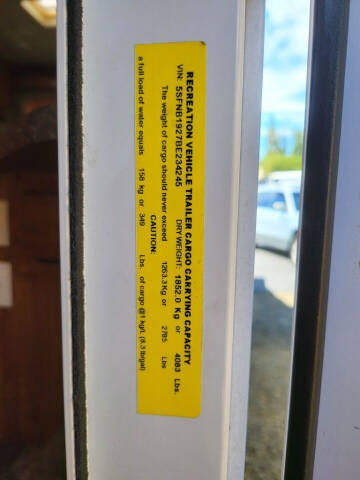 RECREATION VEHICLE TRAILER CARGO CARRYING CAPACITY
VIN: 5SFNB1927BE234245 DRY WEIGHT: 1852.0 Kg or 4083 Lbs.
The weight of cargo should never exceed 1263.3 Kg or 2785 Lbs
CAUTION:
a full load of water equals 158 kg or 349 Lbs. of cargo @1 kg/L (8.3 lb/gal)